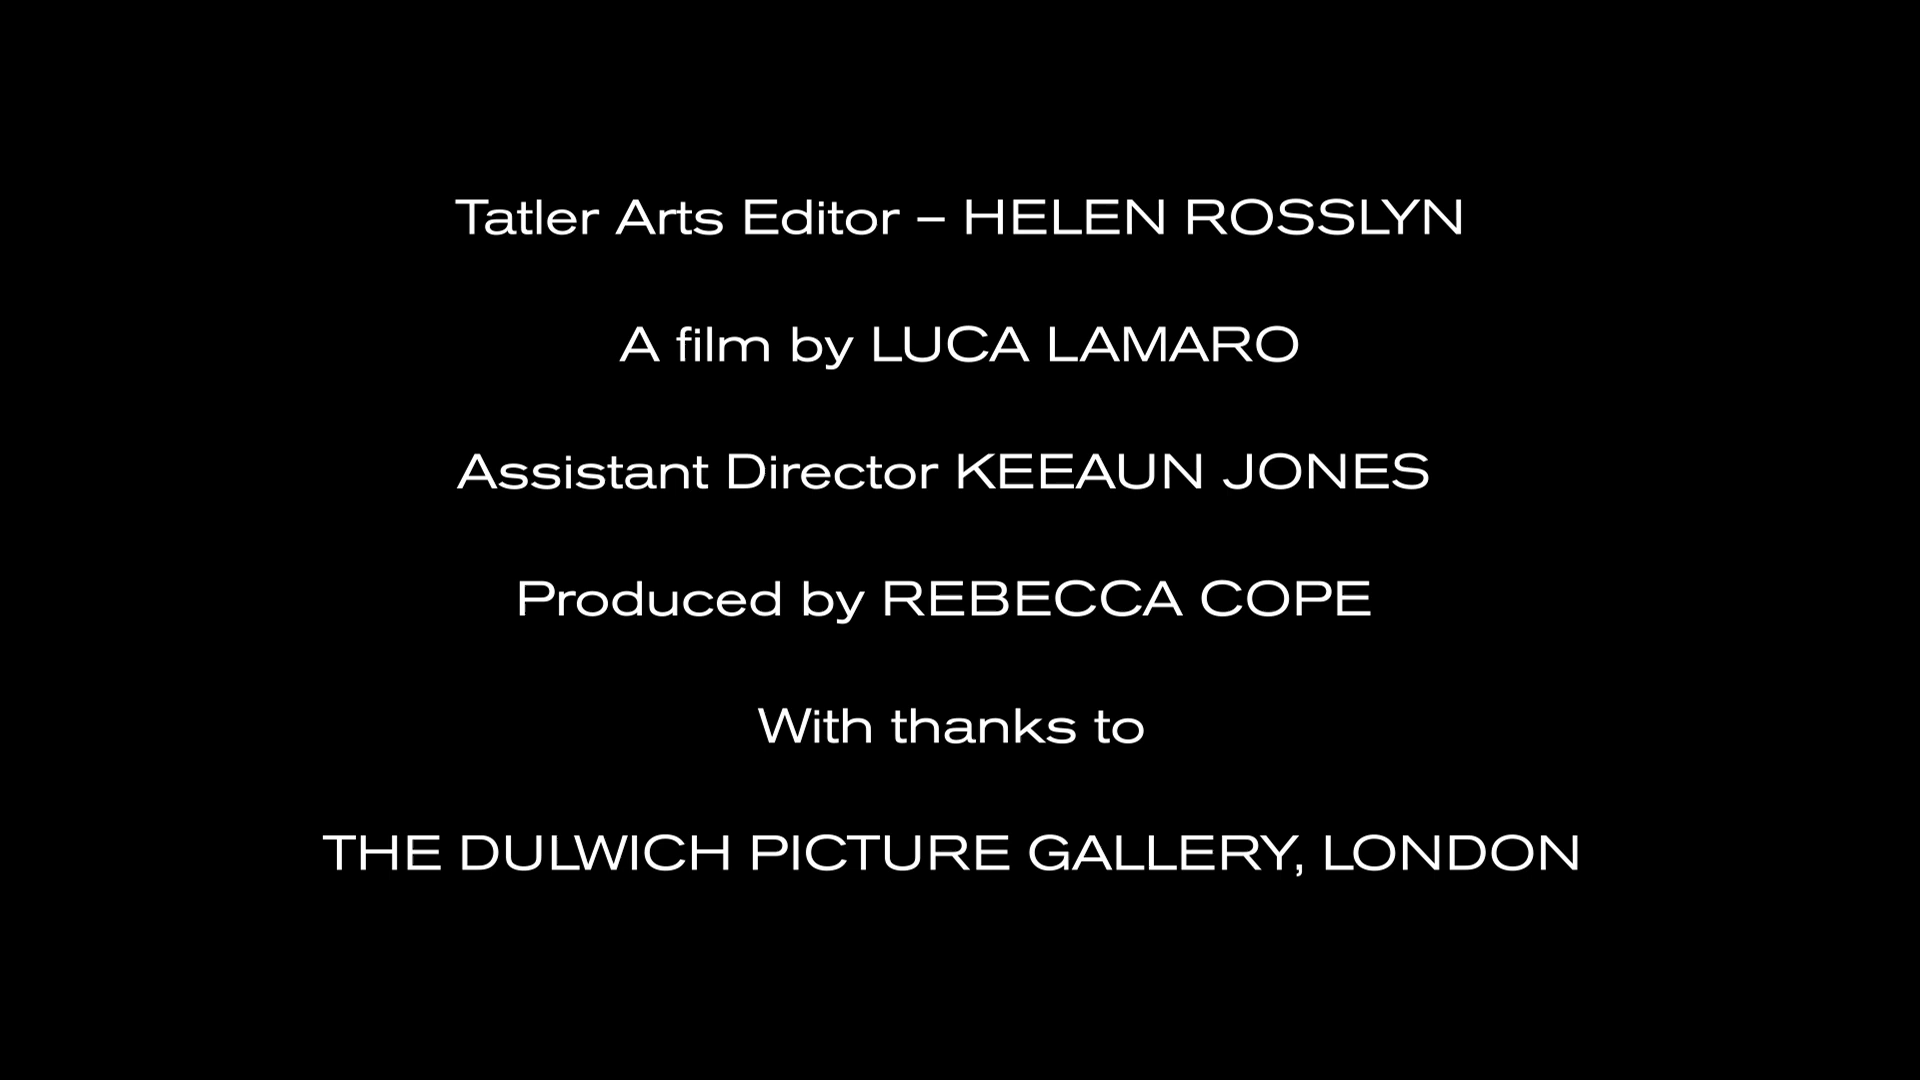 Tatler Arts Editor – HELEN ROSSLYN
A film by LUCA LAMARO
Assistant Director KEEAUN JONES
Produced by REBECCA COPE
With thanks to
THE DULWICH PICTURE GALLERY, LONDON